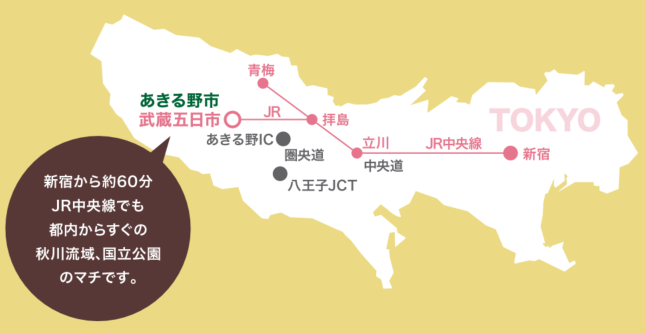 青梅
あきる野市
武蔵五日市
JR
拝島
TOKYO
あきる野IC
圏央道
立川
JR中央線
新宿
中央道
八王子JCT
新宿から約60分
JR中央線でも
都内からすぐの
秋川流域、国立公園
のマチです。